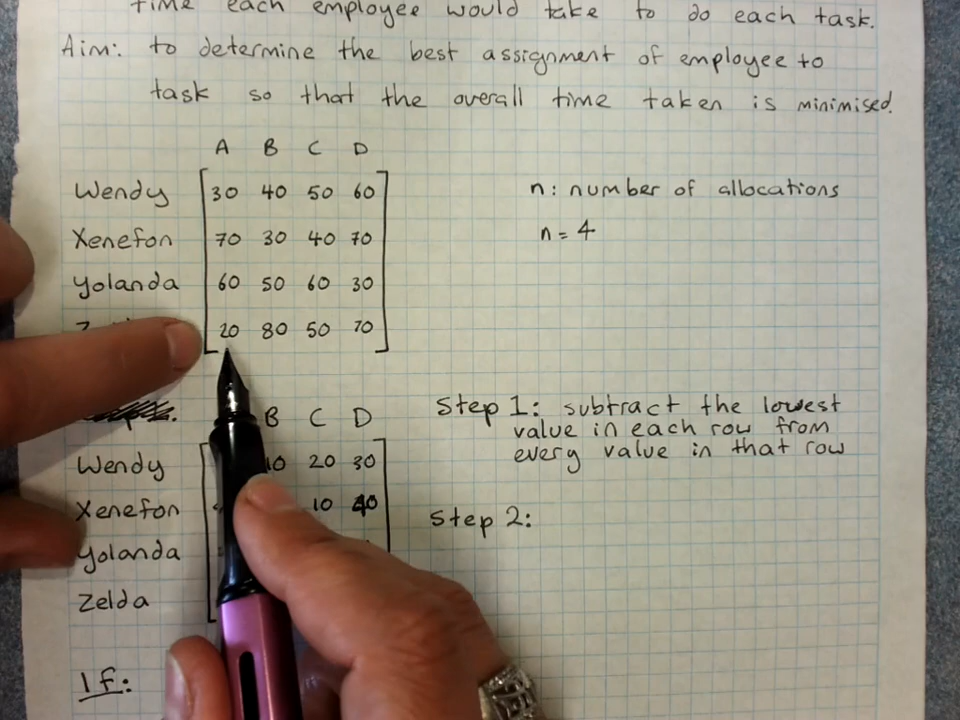 time each employee would take to do each task.
Aim: to determine the best assignment of employee to
task so that the overall time taken is minimised.
A B C D
Wendy 30 40 50 60
Xenefon 70 30 40 70
Yolanda 60 50 60 30
20 80 50 70
n: number of allocations
n = 4
B C D
Wendy 10 20 30
Xenefon 10 40
Yolanda
Zelda
Step 1: subtract the lowest
value in each row from
every value in that row
Step 2:
If: